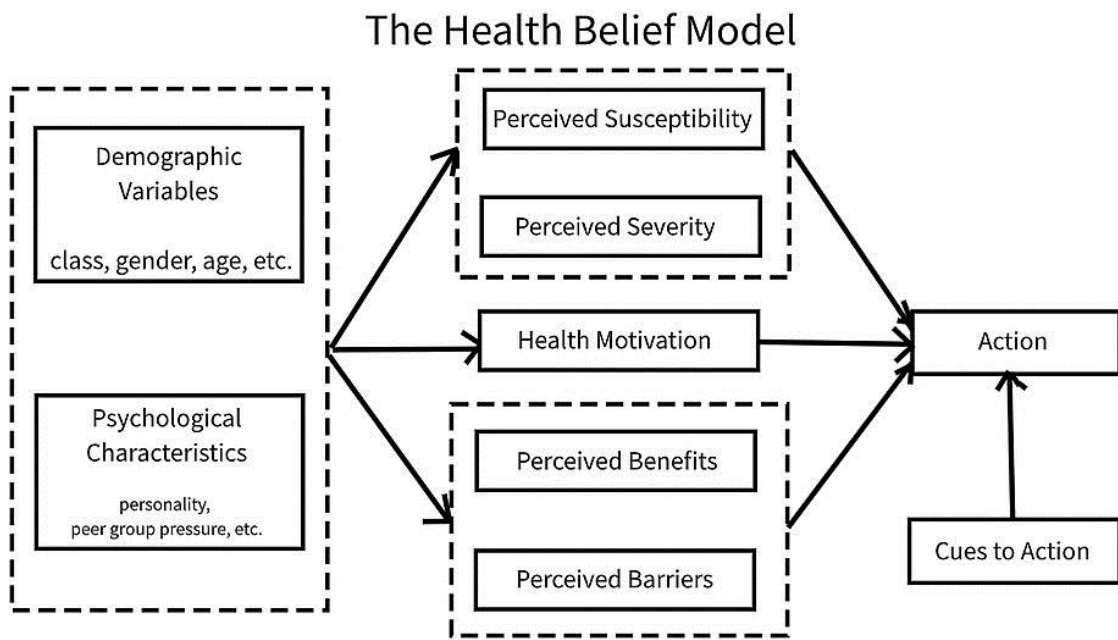 The Health Belief Model
Demographic
Variables
class, gender, age, etc.
Psychological
Characteristics
personality,
peer group pressure, etc.
Perceived Susceptibility
Perceived Severity
Health Motivation
Perceived Benefits
Perceived Barriers
Action
Cues to Action